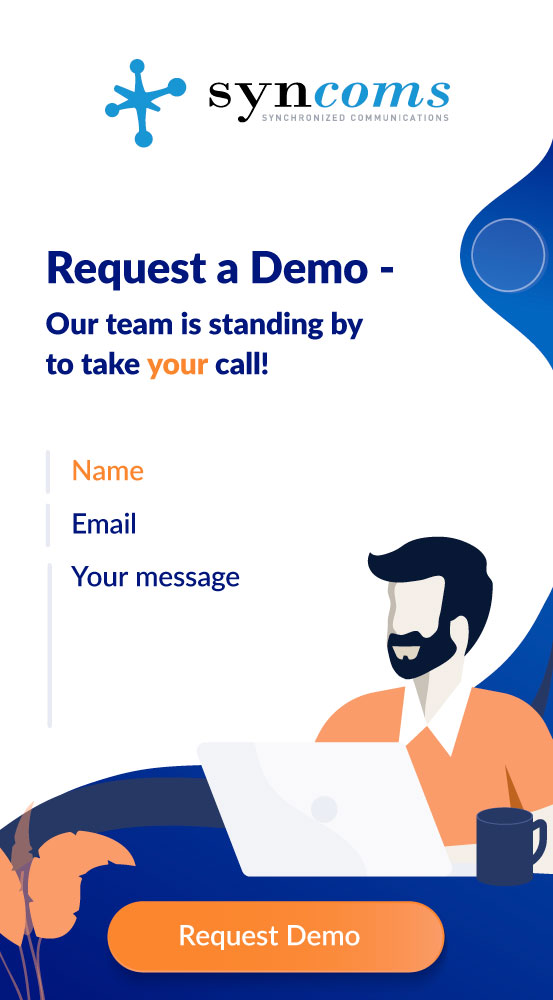 syncoms
SYNCHRONIZED COMMUNICATIONS
Request a Demo -
Our team is standing by
to take your call!
Name
Email
Your message
Request Demo